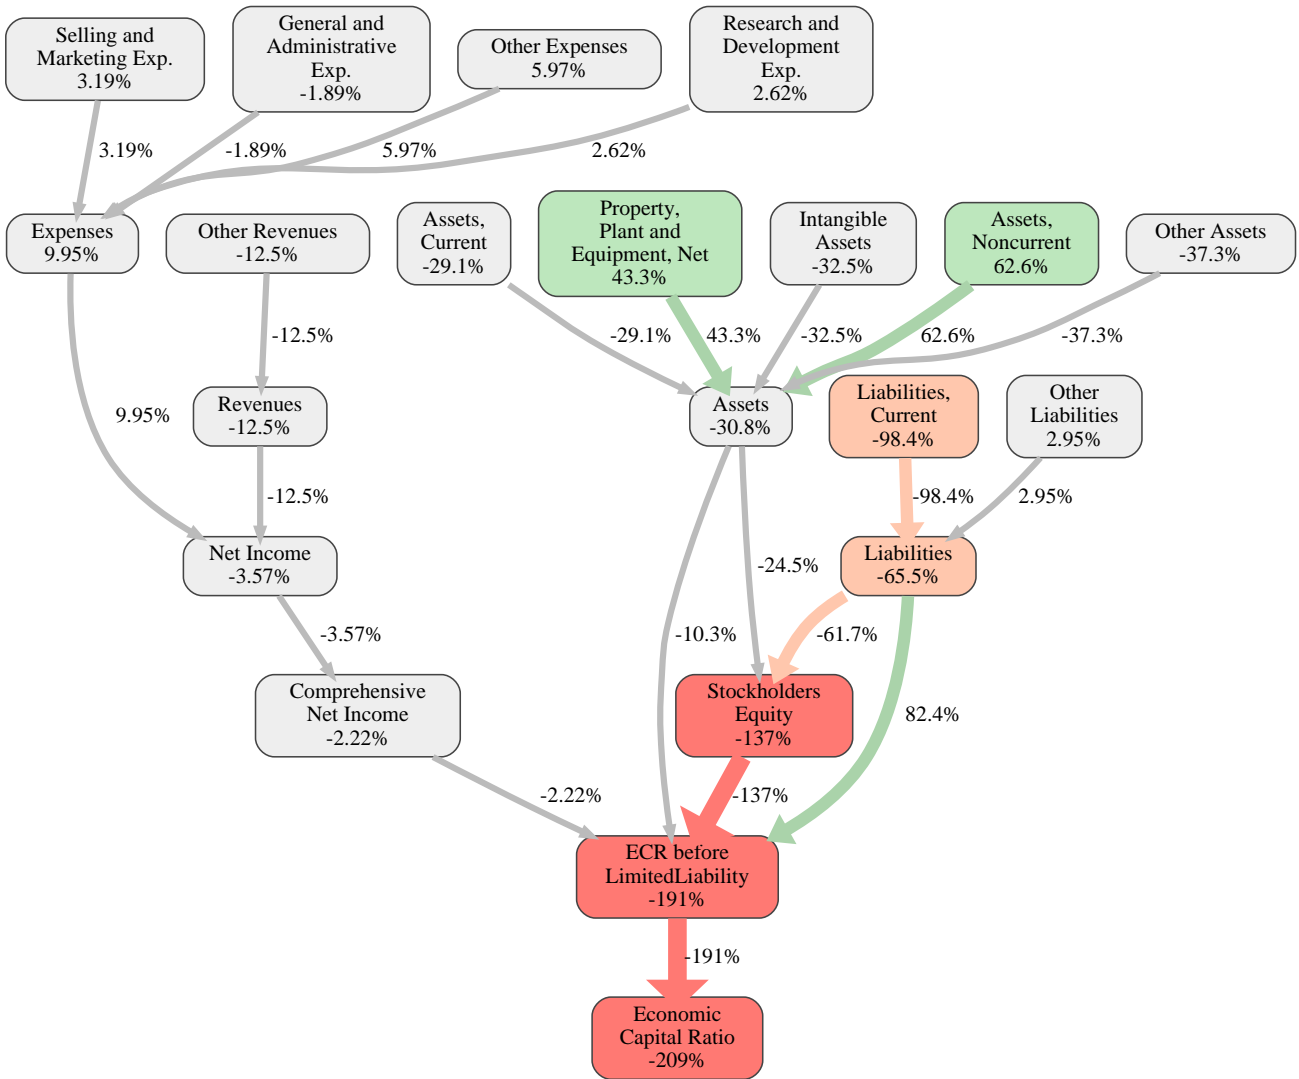 Selling and
Marketing Exp.
3.19%
General and
Administrative
Exp.
-1.89%
Other Expenses
5.97%
Research and
Development
Exp.
2.62%
3.19%
-1.89%
5.97%
2.62%
Expenses
9.95%
Other Revenues
-12.5%
Assets,
Current
-29.1%
Property,
Plant and
Equipment, Net
43.3%
Intangible
Assets
-32.5%
Assets,
Noncurrent
62.6%
Other Assets
-37.3%
-12.5%
-29.1%
43.3%
-32.5%
62.6%
-37.3%
9.95%
Revenues
-12.5%
Assets
-30.8%
Liabilities,
Current
-98.4%
Other
Liabilities
2.95%
-12.5%
-98.4%
2.95%
Net Income
-3.57%
-24.5%
Liabilities
-65.5%
-3.57%
-10.3%
-61.7%
Comprehensive
Net Income
-2.22%
Stockholders
Equity
-137%
82.4%
-2.22%
-137%
ECR before
LimitedLiability
-191%
-191%
Economic
Capital Ratio
-209%